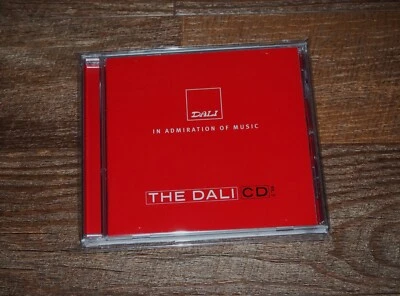 DALI
IN ADMIRATION OF MUSIC
THE DALI CD